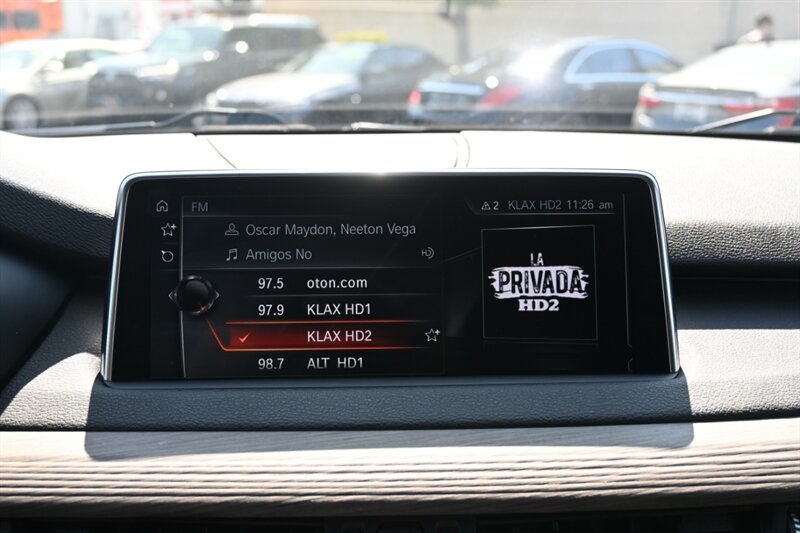 FM
2 KLAX HD2 11:26 am
Oscar Maydon, Neeton Vega
Amigos No
HD
97.5 oton.com
97.9 KLAX HD1
KLAX HD2
98.7 ALT HD1
LA
PRIVADA
HD2